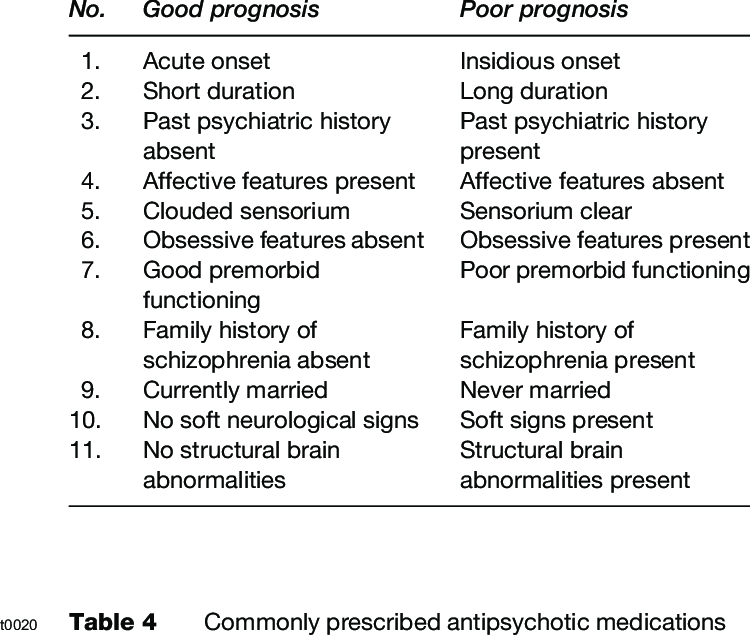 No. Good prognosis Poor prognosis
1. Acute onset Insidious onset
2. Short duration Long duration
3. Past psychiatric history Past psychiatric history
absent present
4. Affective features present Affective features absent
5. Clouded sensorium Sensorium clear
6. Obsessive features absent Obsessive features present
7. Good premorbid Poor premorbid functioning
functioning
8. Family history of Family history of
schizophrenia absent schizophrenia present
9. Currently married Never married
10. No soft neurological signs Soft signs present
11. No structural brain Structural brain
abnormalities abnormalities present
t0020 Table 4 Commonly prescribed antipsychotic medications